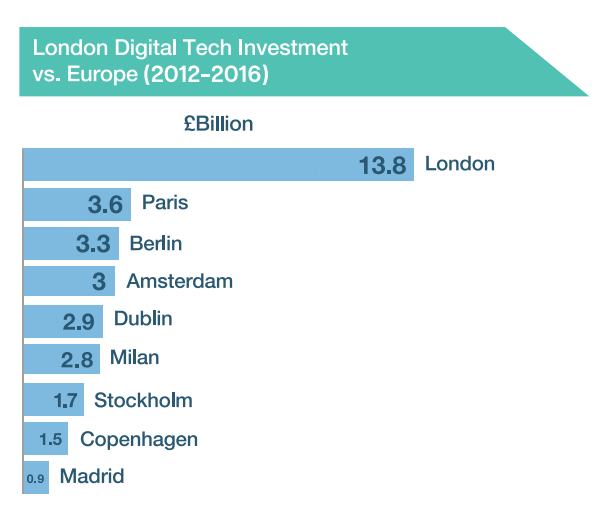 London Digital Tech Investment
vs. Europe (2012–2016)
£Billion
13.8 London
3.6 Paris
3.3 Berlin
3 Amsterdam
2.9 Dublin
2.8 Milan
1.7 Stockholm
1.5 Copenhagen
0.9 Madrid